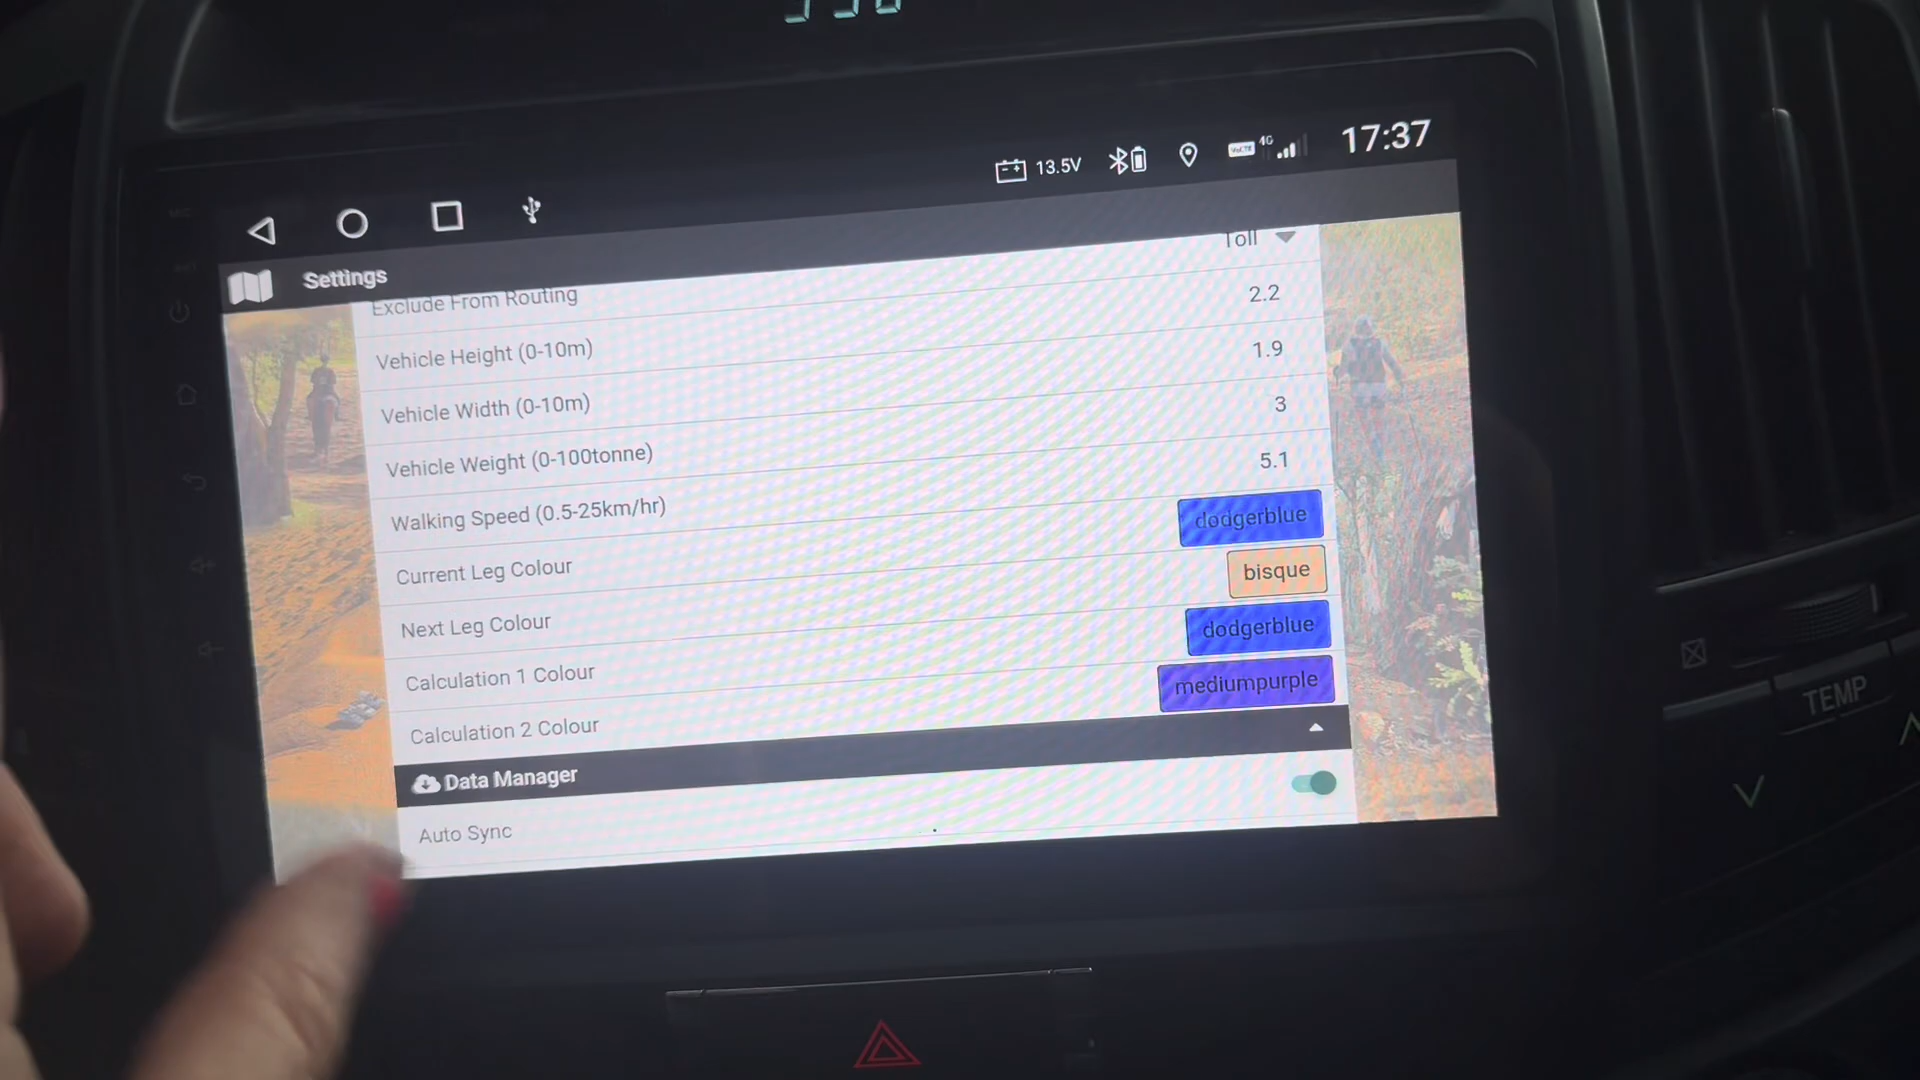 13.5V
4G
17:37
Settings
Exclude From Routing Toll
Vehicle Height (0-10m) 2.2
Vehicle Width (0-10m) 1.9
Vehicle Weight (0-100tonne) 3
Walking Speed (0.5-25km/hr) 5.1
Current Leg Colour dodgerblue
Next Leg Colour bisque
Calculation 1 Colour dodgerblue
Calculation 2 Colour mediumpurple
Data Manager
Auto Sync
TEMP